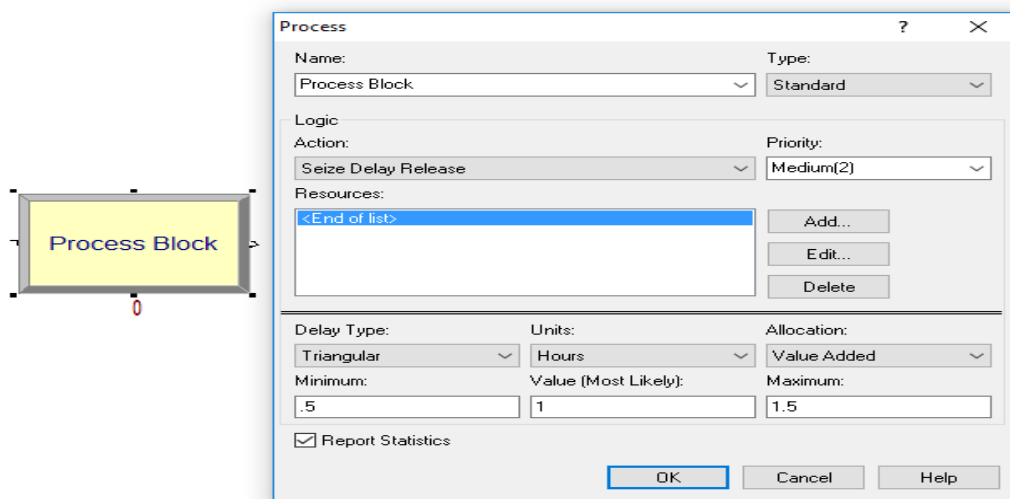 Process ?
Name: Type:
Process Block Standard
Logic
Action: Priority:
Seize Delay Release Medium(2)
Resources:
<End of list>
Add...
Edit...
Delete
Process Block
0
Delay Type: Units: Allocation:
Triangular Hours Value Added
Minimum: Value (Most Likely): Maximum:
.5 1 1.5
Report Statistics
OK Cancel Help